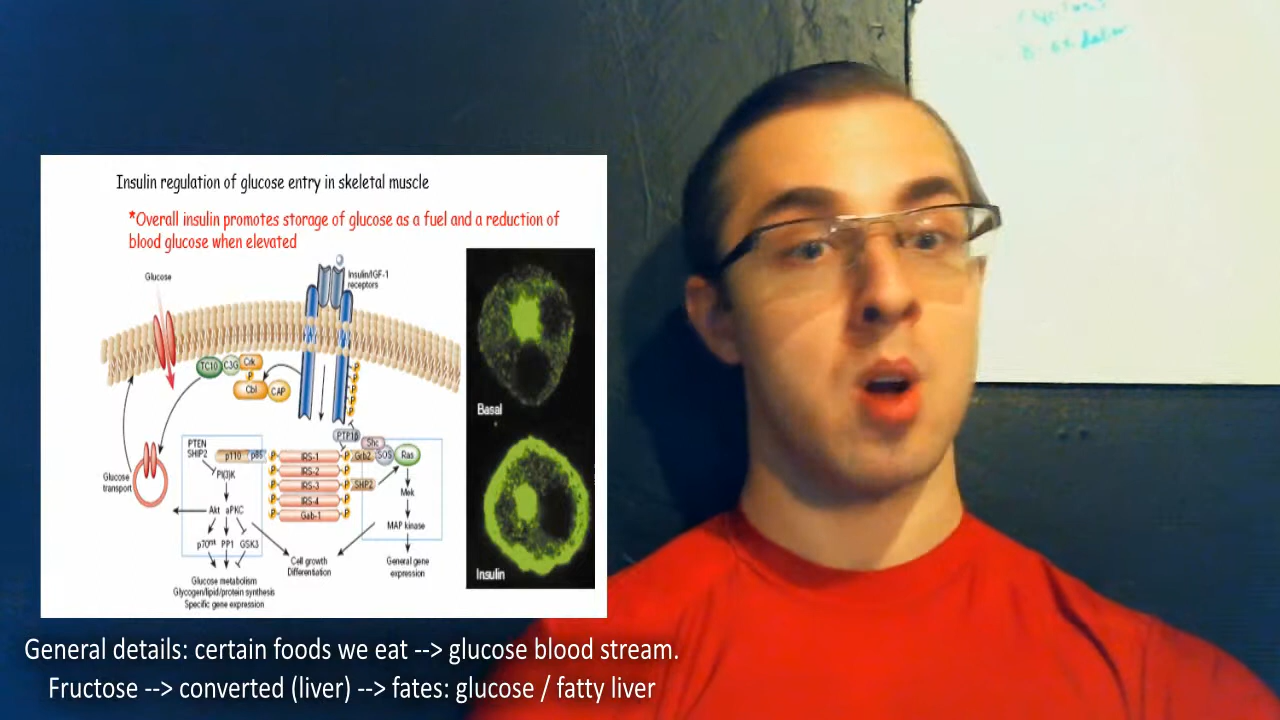 Insulin regulation of glucose entry in skeletal muscle
*Overall insulin promotes storage of glucose as a fuel and a reduction of
blood glucose when elevated
Glucose
Insulin/IGF-1
receptors
TC10
C3G
Crk
P
Cbl
CAP
P
P
P
P
P
PTP1B
Shc
PTEN
SHIP2
p110
p85
P
IRS-1
P
Grb2
SOS
Ras
P
IRS-2
P
PI(3)K
Glucose
transport
P
IRS-3
P
SHP2
Mek
P
IRS-4
P
Akt
aPKC
P
Gab-1
P
MAP kinase
PP1
GSK3
Cell growth
Differentiation
General gene
expression
Glucose metabolism
Glycogen/lipid/protein synthesis
Specific gene expression
Basal
Insulin
General details: certain foods we eat --> glucose blood stream.
Fructose --> converted (liver) --> fates: glucose / fatty liver